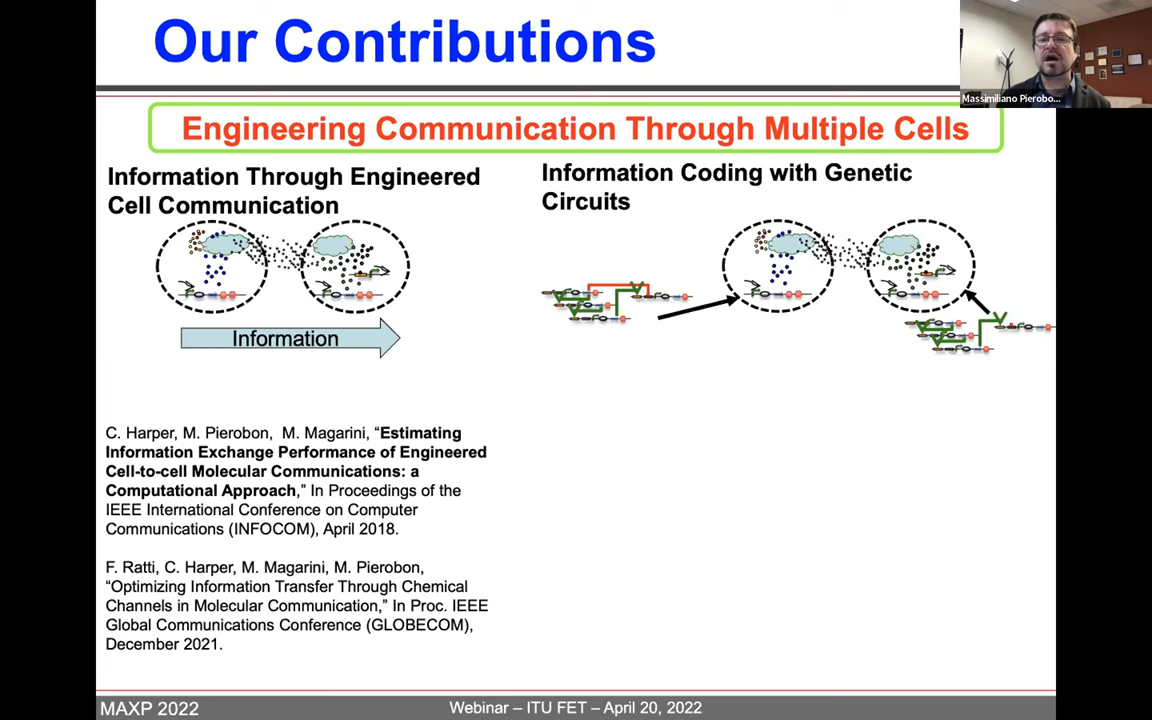 Our Contributions
Massimiliano Pierobo...
Engineering Communication Through Multiple Cells
Information Through Engineered
Cell Communication
Information
C. Harper, M. Pierobon, M. Magarini, “Estimating
Information Exchange Performance of Engineered
Cell-to-cell Molecular Communications: a
Computational Approach,” In Proceedings of the
IEEE International Conference on Computer
Communications (INFOCOM), April 2018.
F. Ratti, C. Harper, M. Magarini, M. Pierobon,
“Optimizing Information Transfer Through Chemical
Channels in Molecular Communication,” In Proc. IEEE
Global Communications Conference (GLOBECOM),
December 2021.
Information Coding with Genetic
Circuits
MAXP 2022
Webinar – ITU FET – April 20, 2022